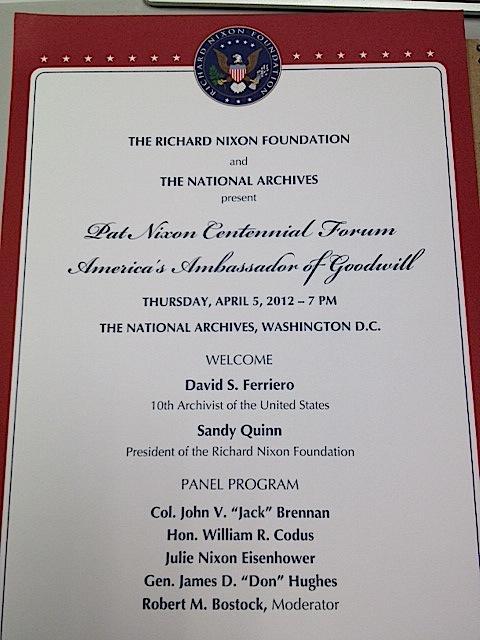 RICHARD NIXON FOUNDATION
THE RICHARD NIXON FOUNDATION
and
THE NATIONAL ARCHIVES
present
Pat Nixon Centennial Forum
America's Ambassador of Goodwill
THURSDAY, APRIL 5, 2012 – 7 PM
THE NATIONAL ARCHIVES, WASHINGTON D.C.
WELCOME
David S. Ferriero
10th Archivist of the United States
Sandy Quinn
President of the Richard Nixon Foundation
PANEL PROGRAM
Col. John V. “Jack” Brennan
Hon. William R. Codus
Julie Nixon Eisenhower
Gen. James D. “Don” Hughes
Robert M. Bostock, Moderator